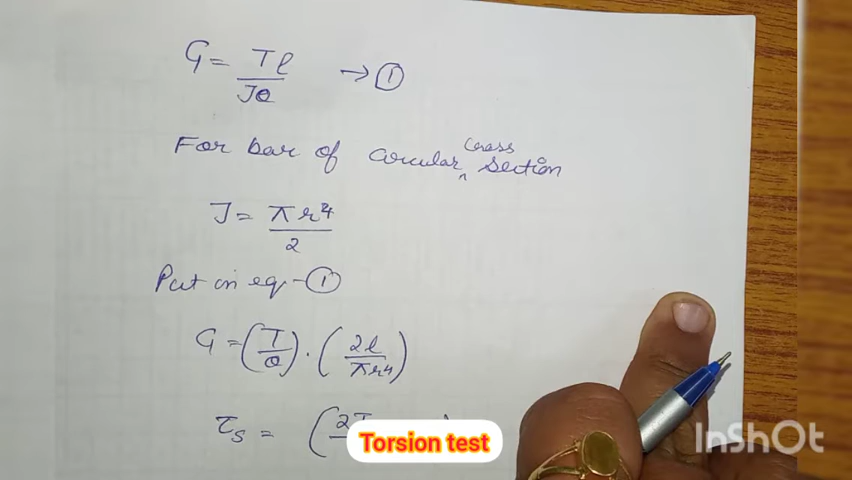 G = Tl / Jθ → ①
For bar of circular cross section
J = πr⁴ / 2
Put in eq - ①
G = (T/θ) · (2l / πr⁴)
τs = (2T
Torsion test
InShOt